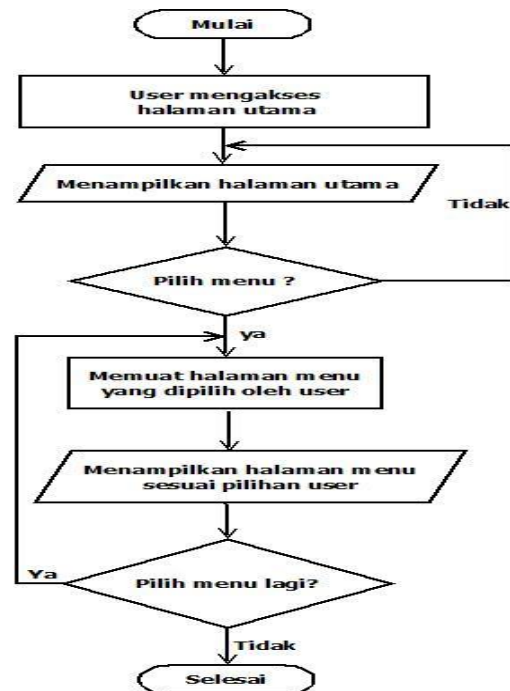 Mulai
User mengakses
halaman utama
Menampilkan halaman utama
Tidak
Pilih menu ?
ya
Memuat halaman menu
yang dipilih oleh user
Menampilkan halaman menu
sesuai pilihan user
Ya
Pilih menu lagi?
Tidak
Selesai